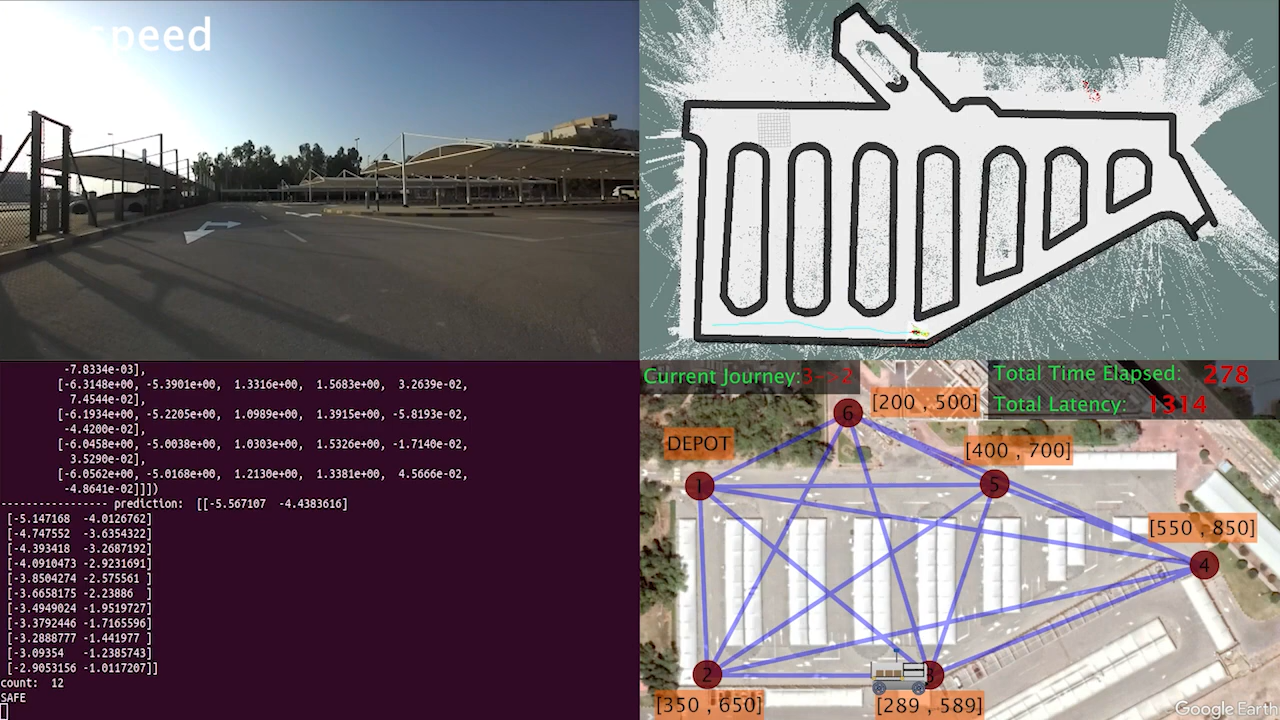 speed
-7.8334e-03],
[-6.3148e+00, -5.3901e+00, 1.3316e+00, 1.5683e+00, 3.2639e-02,
7.4544e-02],
[-6.1934e+00, -5.2205e+00, 1.0989e+00, 1.3915e+00, -5.8193e-02,
-4.4200e-02],
[-6.0458e+00, -5.0038e+00, 1.0303e+00, 1.5326e+00, -1.7140e-02,
3.5290e-02],
[-6.0562e+00, -5.0168e+00, 1.2130e+00, 1.3381e+00, 4.5666e-02,
-4.8641e-02]]])
------------------ prediction: [[-5.567107 -4.4383616]
[-5.147168 -4.0126762]
[-4.747552 -3.6354322]
[-4.393418 -3.2687192]
[-4.0910473 -2.9231691]
[-3.8504274 -2.575561 ]
[-3.6658175 -2.23886 ]
[-3.4949024 -1.9519727]
[-3.3792446 -1.7165596]
[-3.2888777 -1.441977 ]
[-3.09354 -1.2385743]
[-2.9053156 -1.0117207]]
count: 12
SAFE
Current Journey:3->2
Total Time Elapsed: 278
Total Latency: 1314
6
[200 , 500]
DEPOT
[400 , 700]
1
5
[550 , 850]
4
2
3
[350 , 650]
[289 , 589]
Google Earth